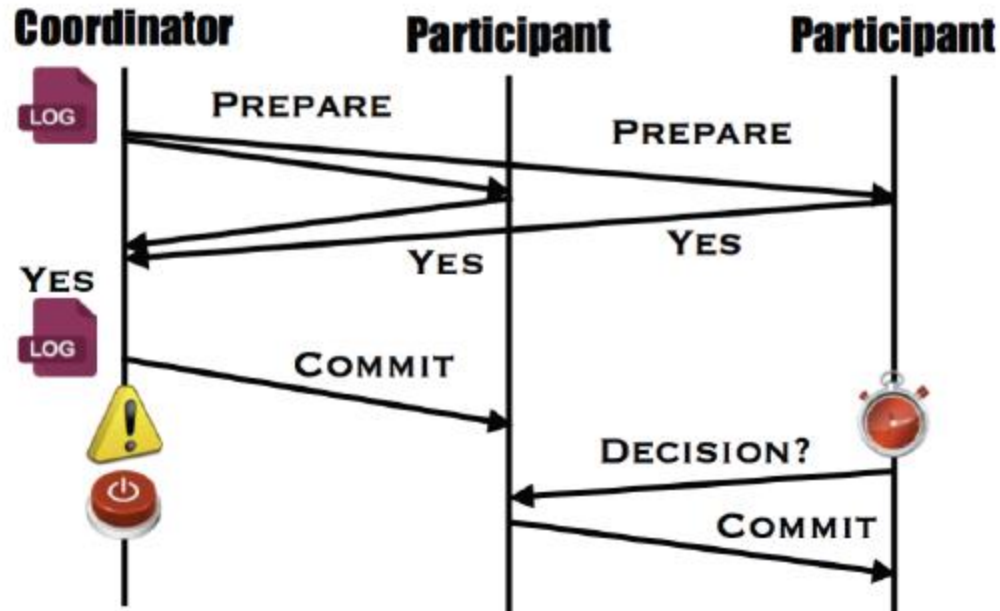 Coordinator
Participant
Participant
LOG
PREPARE
PREPARE
YES
YES
YES
LOG
COMMIT
DECISION?
COMMIT